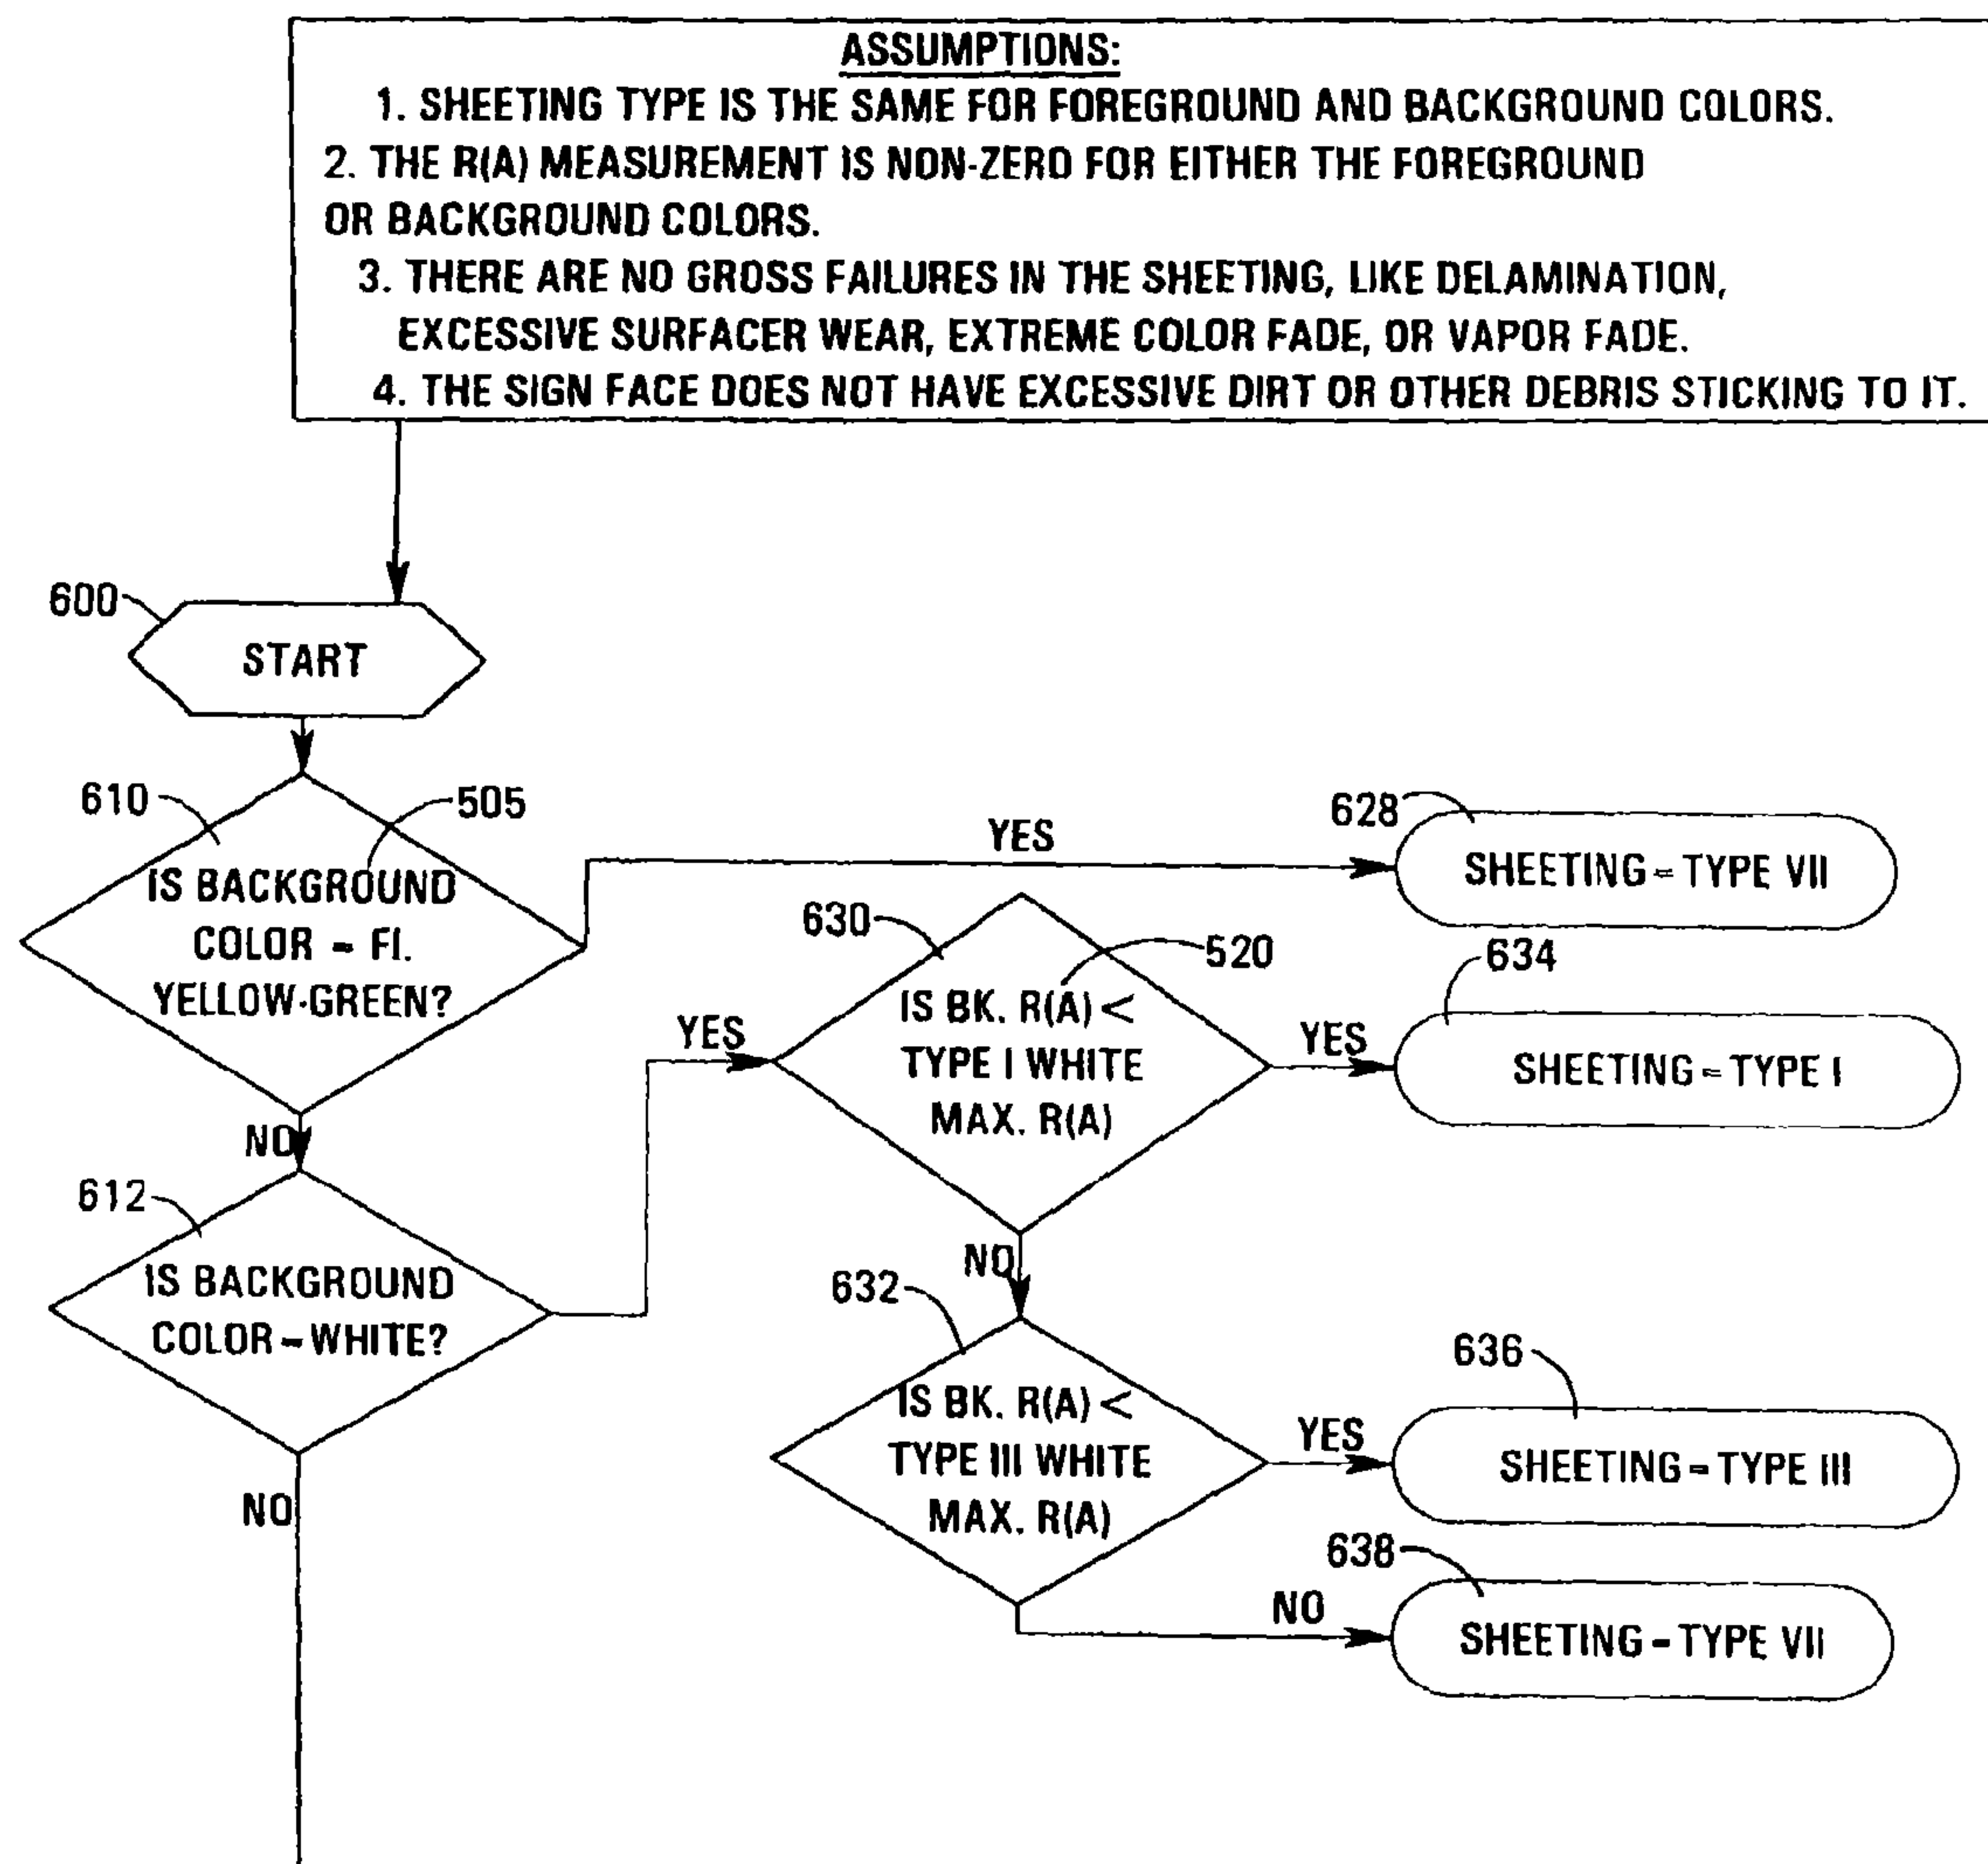 ASSUMPTIONS:
1. SHEETING TYPE IS THE SAME FOR FOREGROUND AND BACKGROUND COLORS.
2. THE R(A) MEASUREMENT IS NON-ZERO FOR EITHER THE FOREGROUND
OR BACKGROUND COLORS.
3. THERE ARE NO GROSS FAILURES IN THE SHEETING, LIKE DELAMINATION,
EXCESSIVE SURFACER WEAR, EXTREME COLOR FADE, OR VAPOR FADE.
4. THE SIGN FACE DOES NOT HAVE EXCESSIVE DIRT OR OTHER DEBRIS STICKING TO IT.
600
START
610
505
IS BACKGROUND
COLOR = FI.
YELLOW-GREEN?
YES
628
SHEETING = TYPE VII
NO
612
IS BACKGROUND
COLOR = WHITE?
YES
630
520
IS BK. R(A) <
TYPE I WHITE
MAX. R(A)
YES
634
SHEETING = TYPE I
NO
632
IS BK. R(A) <
TYPE III WHITE
MAX. R(A)
YES
636
SHEETING = TYPE III
NO
638
SHEETING = TYPE VII
NO